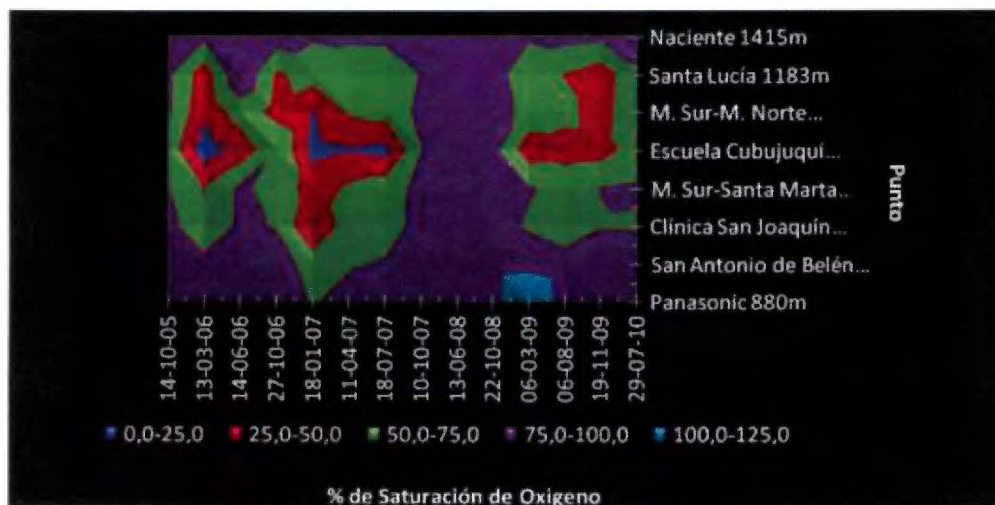 Naciente 1415m
Santa Lucía 1183m
M. Sur-M. Norte...
Escuela Cubujuquí...
M. Sur-Santa Marta...
Clínica San Joaquín...
San Antonio de Belén...
Panasonic 880m
Punto
14-10-05
13-03-06
14-06-06
27-10-06
18-01-07
11-04-07
18-07-07
10-10-07
13-06-08
22-10-08
06-03-09
06-08-09
19-11-09
29-07-10
0,0-25,0 25,0-50,0 50,0-75,0 75,0-100,0 100,0-125,0
% de Saturación de Oxigeno